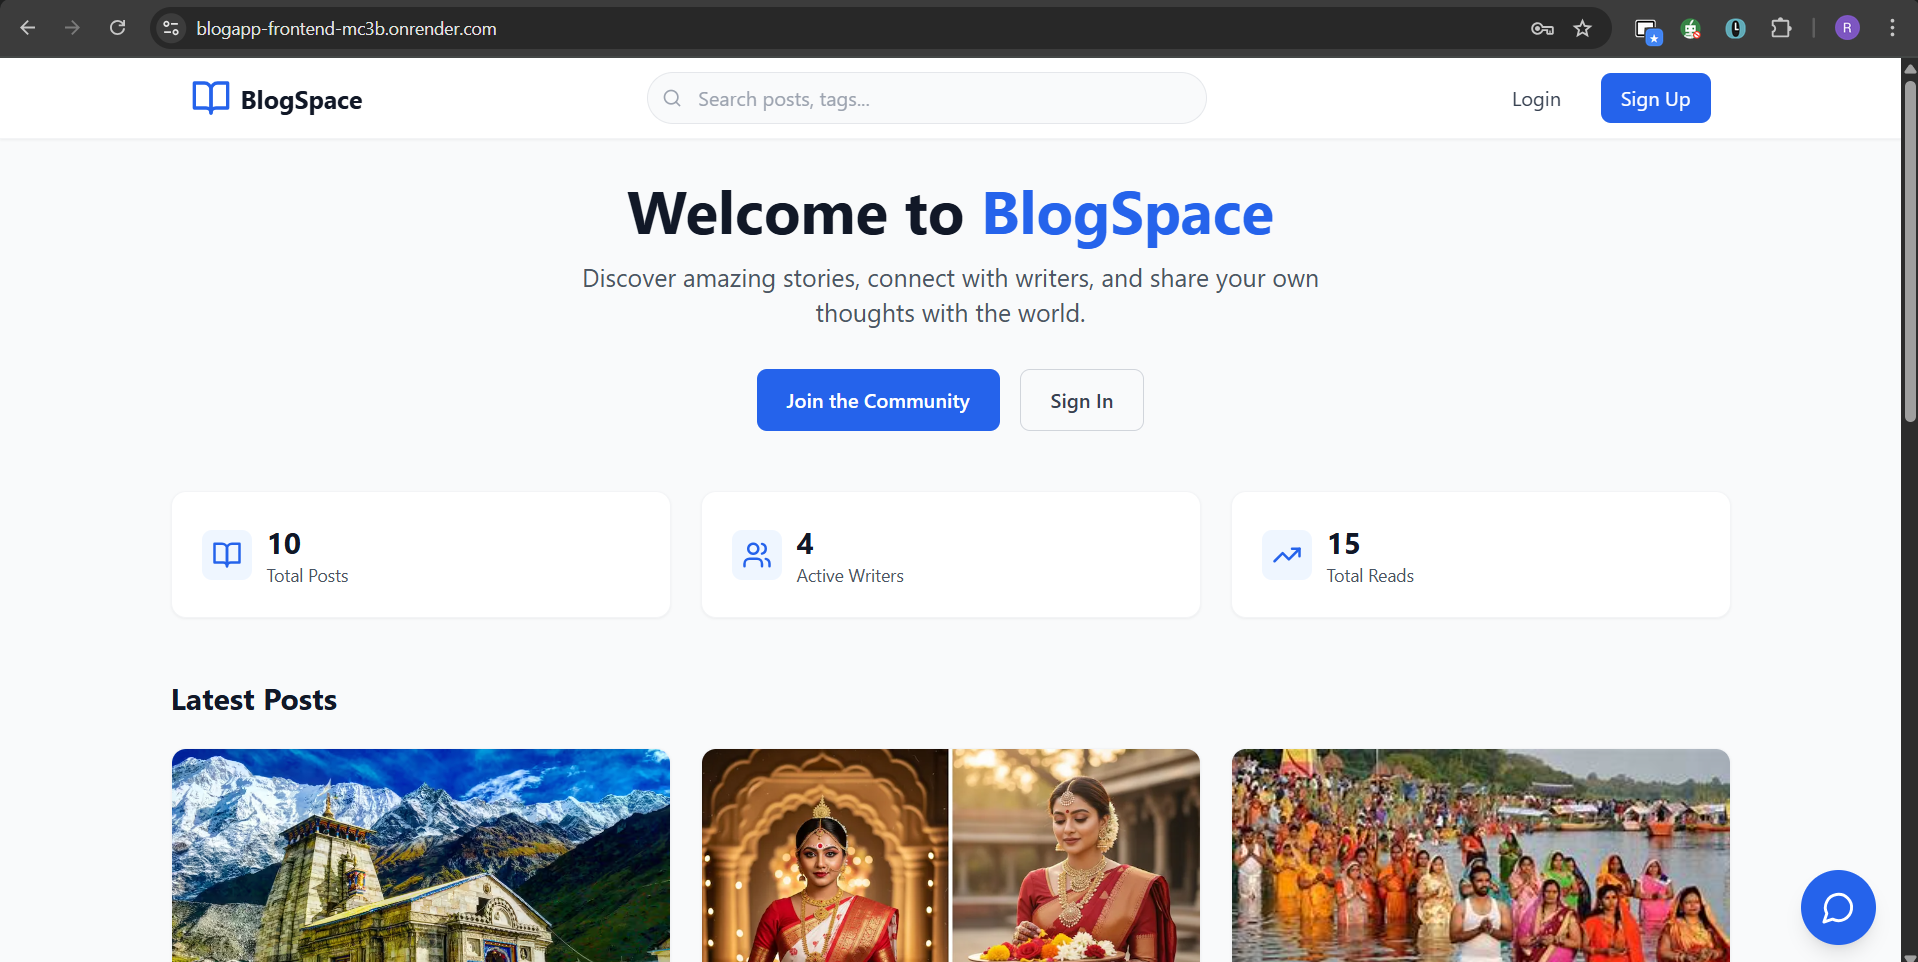 blogapp-frontend-mc3b.onrender.com
R
BlogSpace
Search posts, tags...
Login
Sign Up
Welcome to BlogSpace
Discover amazing stories, connect with writers, and share your own
thoughts with the world.
Join the Community
Sign In
10
Total Posts
4
Active Writers
15
Total Reads
Latest Posts